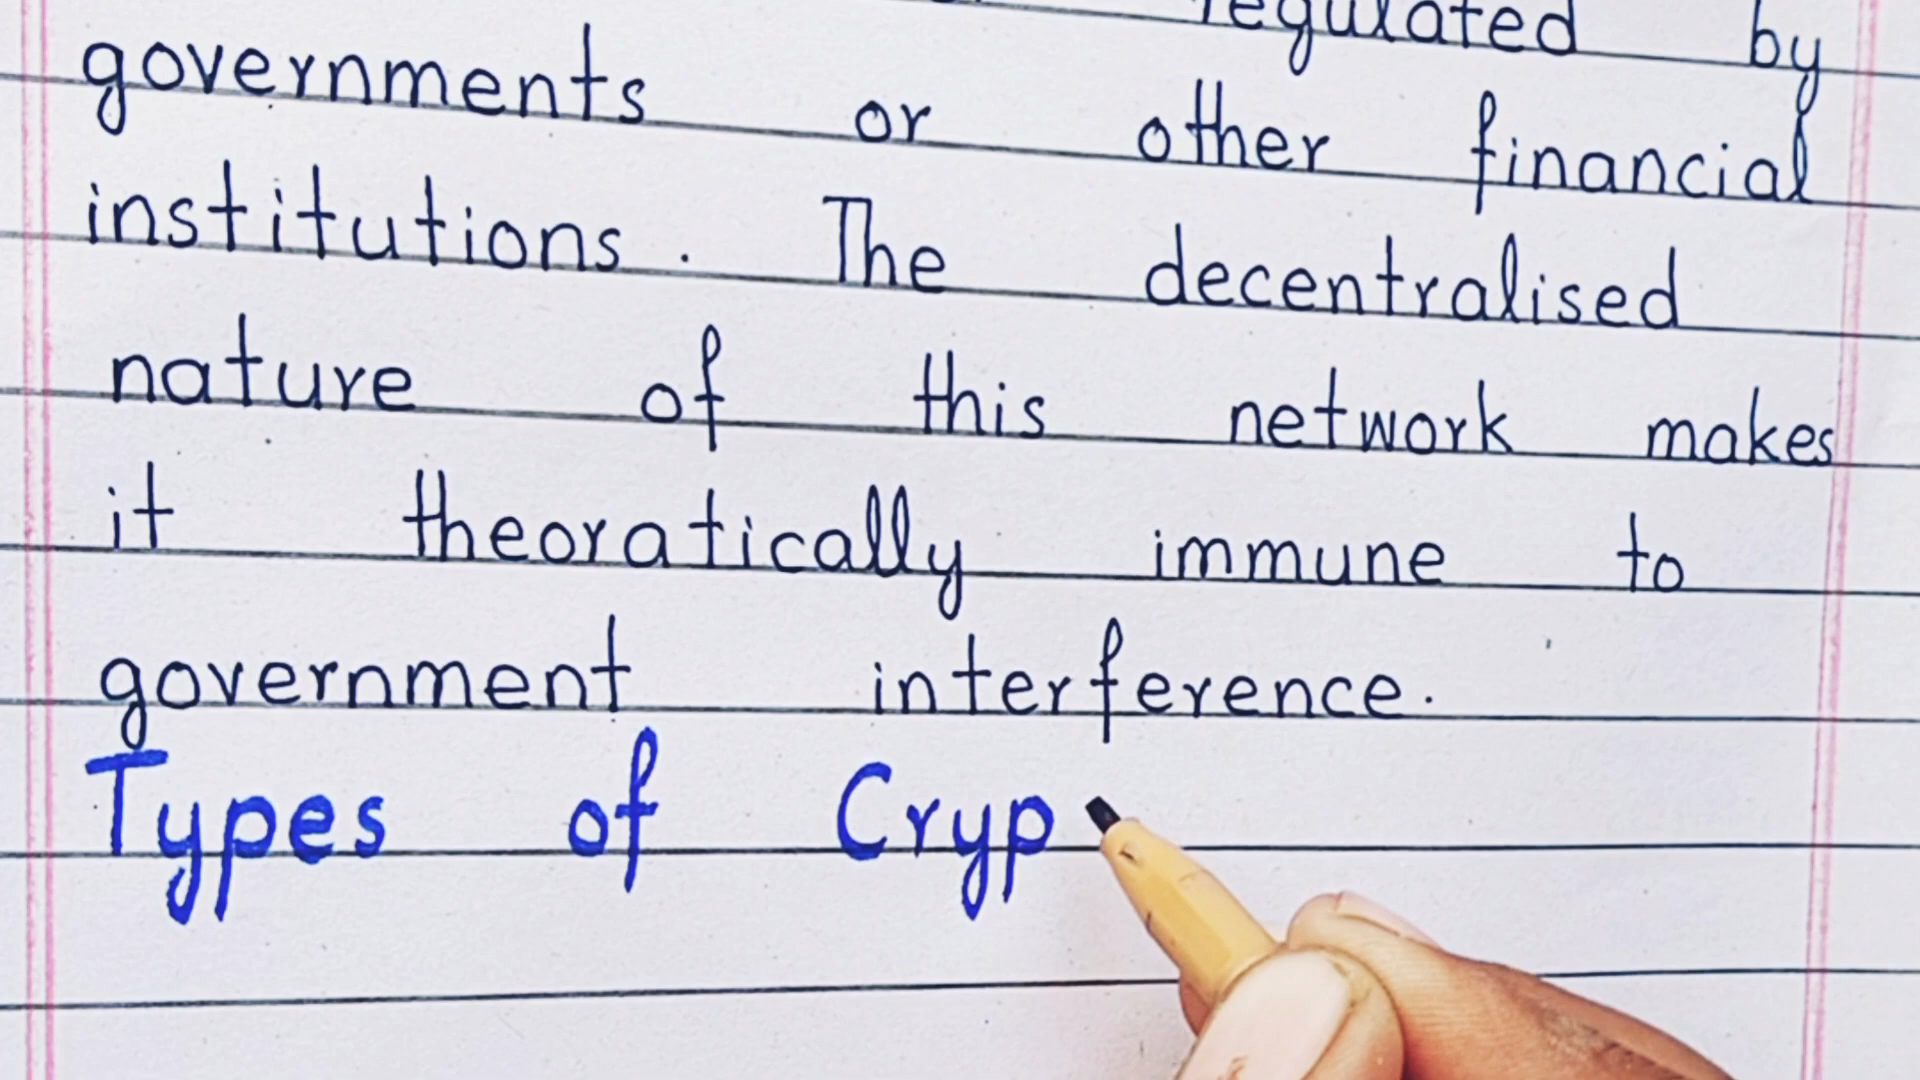 regulated by
governments or other financial
institutions. The decentralised
nature of this network makes
it theoratically immune to
government interference.
Types of Cryp